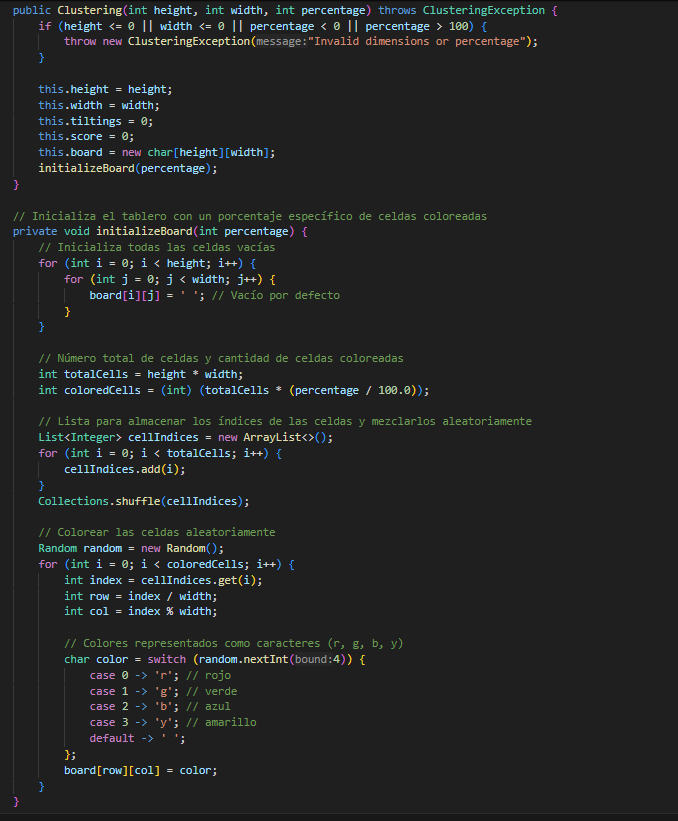 public Clustering(int height, int width, int percentage) throws ClusteringException {
    if (height <= 0 || width <= 0 || percentage < 0 || percentage > 100) {
        throw new ClusteringException(message:"Invalid dimensions or percentage");
    }

    this.height = height;
    this.width = width;
    this.tiltings = 0;
    this.score = 0;
    this.board = new char[height][width];
    initializeBoard(percentage);
}

// Inicializa el tablero con un porcentaje específico de celdas coloreadas
private void initializeBoard(int percentage) {
    // Inicializa todas las celdas vacías
    for (int i = 0; i < height; i++) {
        for (int j = 0; j < width; j++) {
            board[i][j] = ' '; // Vacío por defecto
        }
    }

    // Número total de celdas y cantidad de celdas coloreadas
    int totalCells = height * width;
    int coloredCells = (int) (totalCells * (percentage / 100.0));

    // Lista para almacenar los índices de las celdas y mezclarlos aleatoriamente
    List<Integer> cellIndices = new ArrayList<>();
    for (int i = 0; i < totalCells; i++) {
        cellIndices.add(i);
    }
    Collections.shuffle(cellIndices);

    // Colorear las celdas aleatoriamente
    Random random = new Random();
    for (int i = 0; i < coloredCells; i++) {
        int index = cellIndices.get(i);
        int row = index / width;
        int col = index % width;

        // Colores representados como caracteres (r, g, b, y)
        char color = switch (random.nextInt(bound:4)) {
            case 0 -> 'r'; // rojo
            case 1 -> 'g'; // verde
            case 2 -> 'b'; // azul
            case 3 -> 'y'; // amarillo
            default -> ' ';
        };
        board[row][col] = color;
    }
}